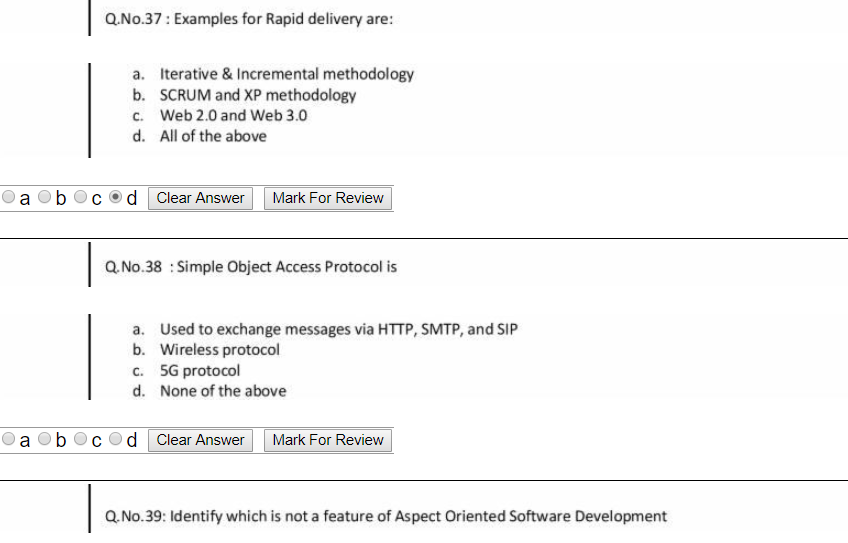 Q.No.37 : Examples for Rapid delivery are:
a. Iterative & Incremental methodology
b. SCRUM and XP methodology
c. Web 2.0 and Web 3.0
d. All of the above
a b c d Clear Answer Mark For Review
Q.No.38 : Simple Object Access Protocol is
a. Used to exchange messages via HTTP, SMTP, and SIP
b. Wireless protocol
c. 5G protocol
d. None of the above
a b c d Clear Answer Mark For Review
Q.No.39: Identify which is not a feature of Aspect Oriented Software Development